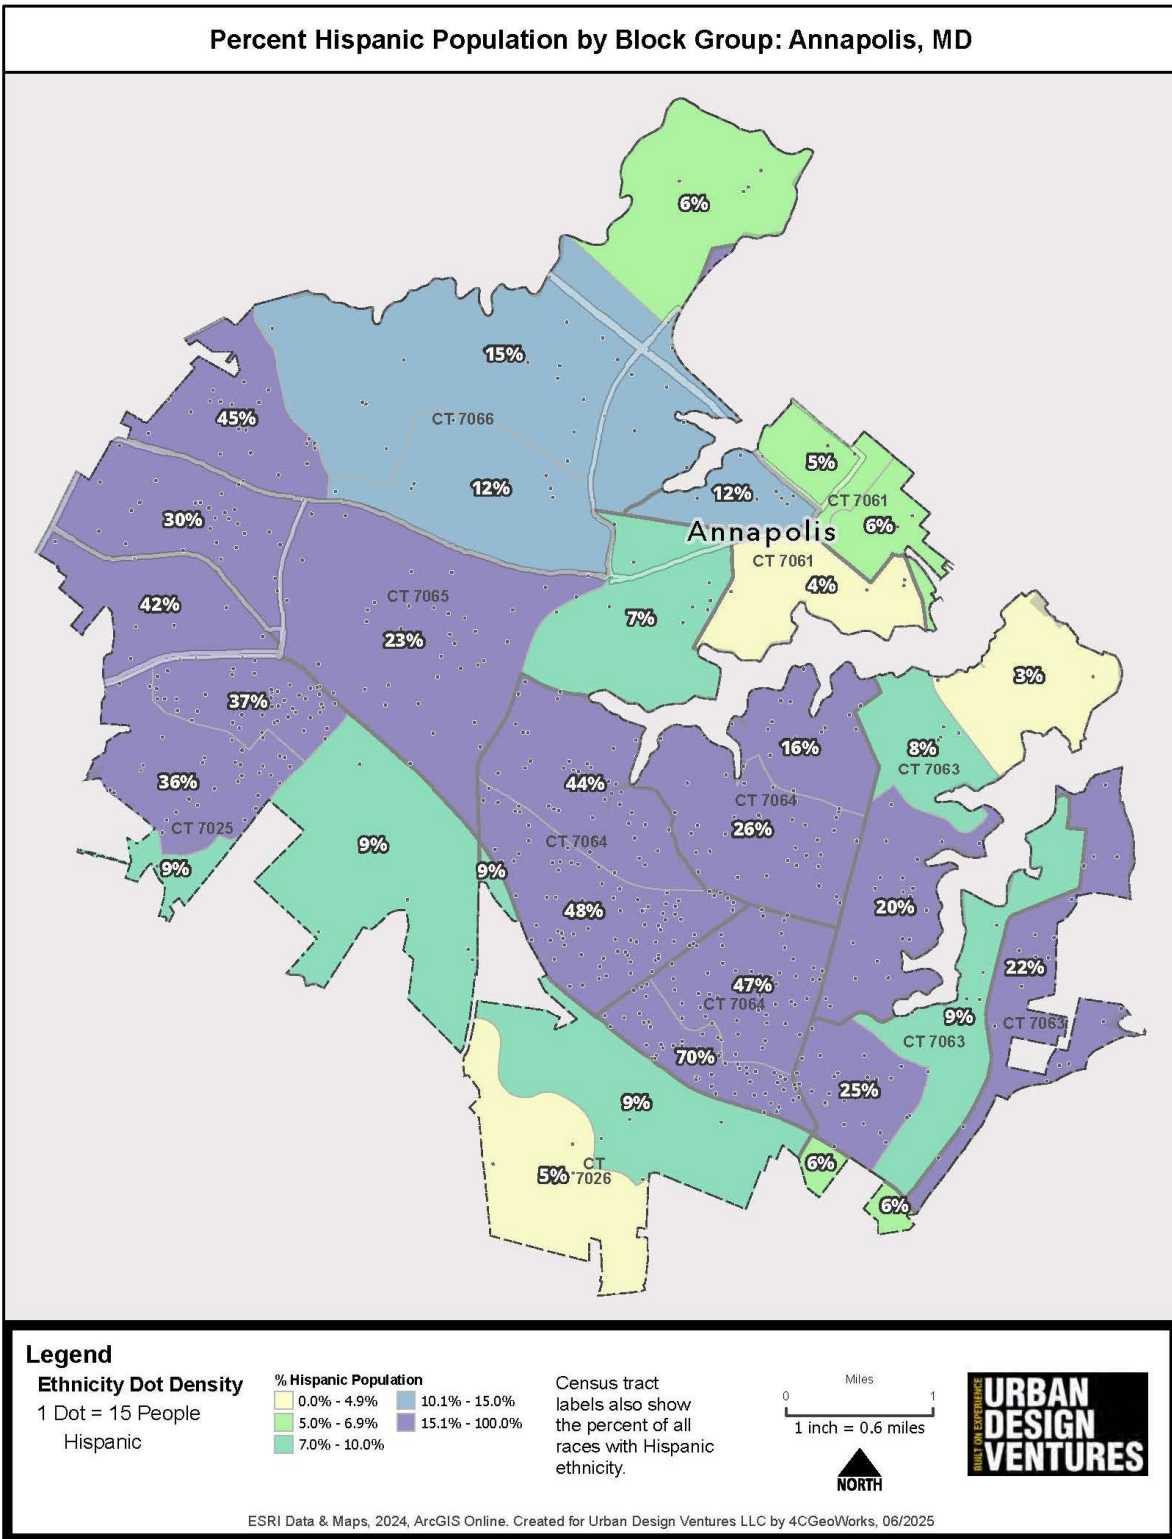 Percent Hispanic Population by Block Group: Annapolis, MD
6%
15%
45%
CT 7066
5%
12%
12%
CT 7061
30%
6%
Annapolis
CT 7061
4%
CT 7065
42%
7%
23%
3%
37%
16%
8%
CT 7063
36%
44%
CT 7064
26%
CT 7025
CT 7064
9%
9%
9%
48%
20%
22%
47%
CT 7064
9%
CT 7063
CT 7063
70%
25%
9%
5%
CT
7026
6%
6%
Legend
Ethnicity Dot Density
1 Dot = 15 People
Hispanic
% Hispanic Population
0.0% - 4.9%
5.0% - 6.9%
7.0% - 10.0%
10.1% - 15.0%
15.1% - 100.0%
Census tract
labels also show
the percent of all
races with Hispanic
ethnicity.
Miles
0 1
1 inch = 0.6 miles
NORTH
BUILT ON EXPERIENCE
URBAN
DESIGN
VENTURES
ESRI Data & Maps, 2024, ArcGIS Online. Created for Urban Design Ventures LLC by 4CGeoWorks, 06/2025